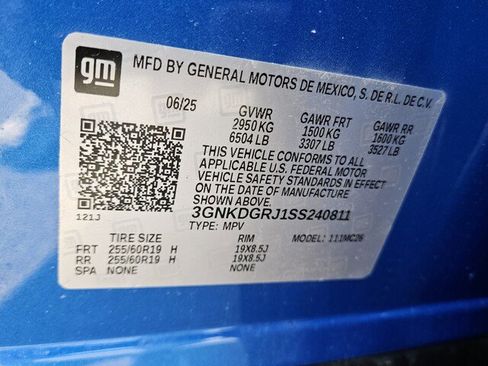 gm MFD BY GENERAL MOTORS DE MEXICO, S. DE R.L. DE C.V.
06/25 GVWR GAWR FRT GAWR RR
2950 KG 1500 KG 1600 KG
6504 LB 3307 LB 3527 LB
THIS VEHICLE CONFORMS TO ALL
APPLICABLE U.S. FEDERAL MOTOR
VEHICLE SAFETY STANDARDS IN EFFECT
ON THE DATE OF MANUFACTURE SHOWN
ABOVE.
3GNKDGRJ1SS240811
121J TYPE: MPV
TIRE SIZE RIM MODEL: 111MC26
FRT 255/60R19 H 19X8.5J
RR 255/60R19 H 19X8.5J
SPA NONE NONE